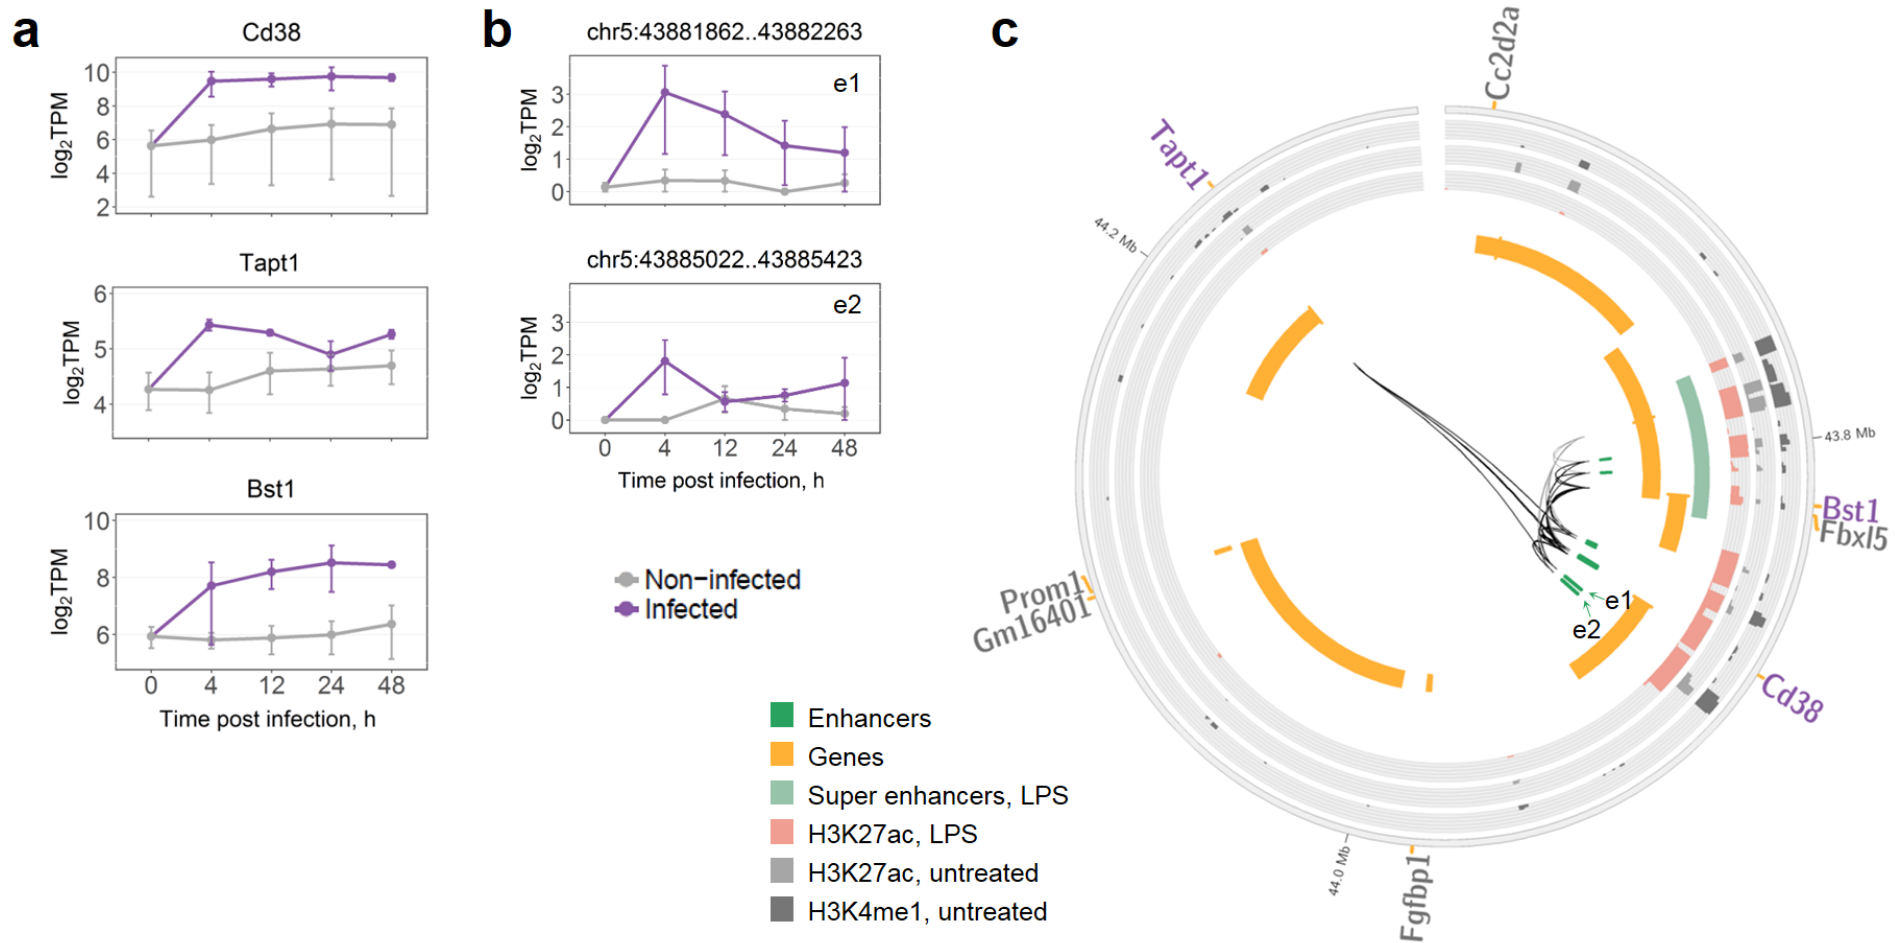 a
Cd38
log2TPM
10
8
6
4
2
Tapt1
log2TPM
6
5
4
Bst1
log2TPM
10
8
6
0 4 12 24 48
Time post infection, h
b
chr5:43881862..43882263
e1
log2TPM
3
2
1
0
chr5:43885022..43885423
e2
log2TPM
3
2
1
0
0 4 12 24 48
Time post infection, h
Non−infected
Infected
Enhancers
Genes
Super enhancers, LPS
H3K27ac, LPS
H3K27ac, untreated
H3K4me1, untreated
c
Cc2d2a
Tapt1
44.2 Mb
43.8 Mb
Bst1
Fbxl5
Prom1
Gm16401
e1
e2
Cd38
44.0 Mb
Fgfbp1